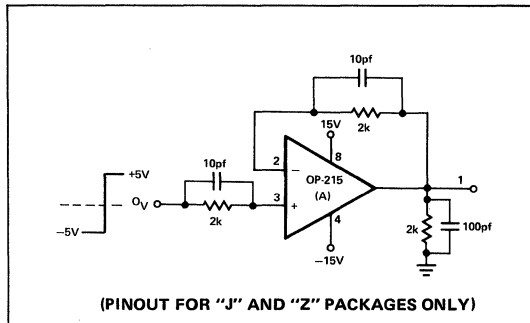 10pf
2k
15V
2
8
10pf
OP-215
(A)
1
+5V
0V
3
−5V
2k
4
2k
100pf
−15V
(PINOUT FOR "J" AND "Z" PACKAGES ONLY)